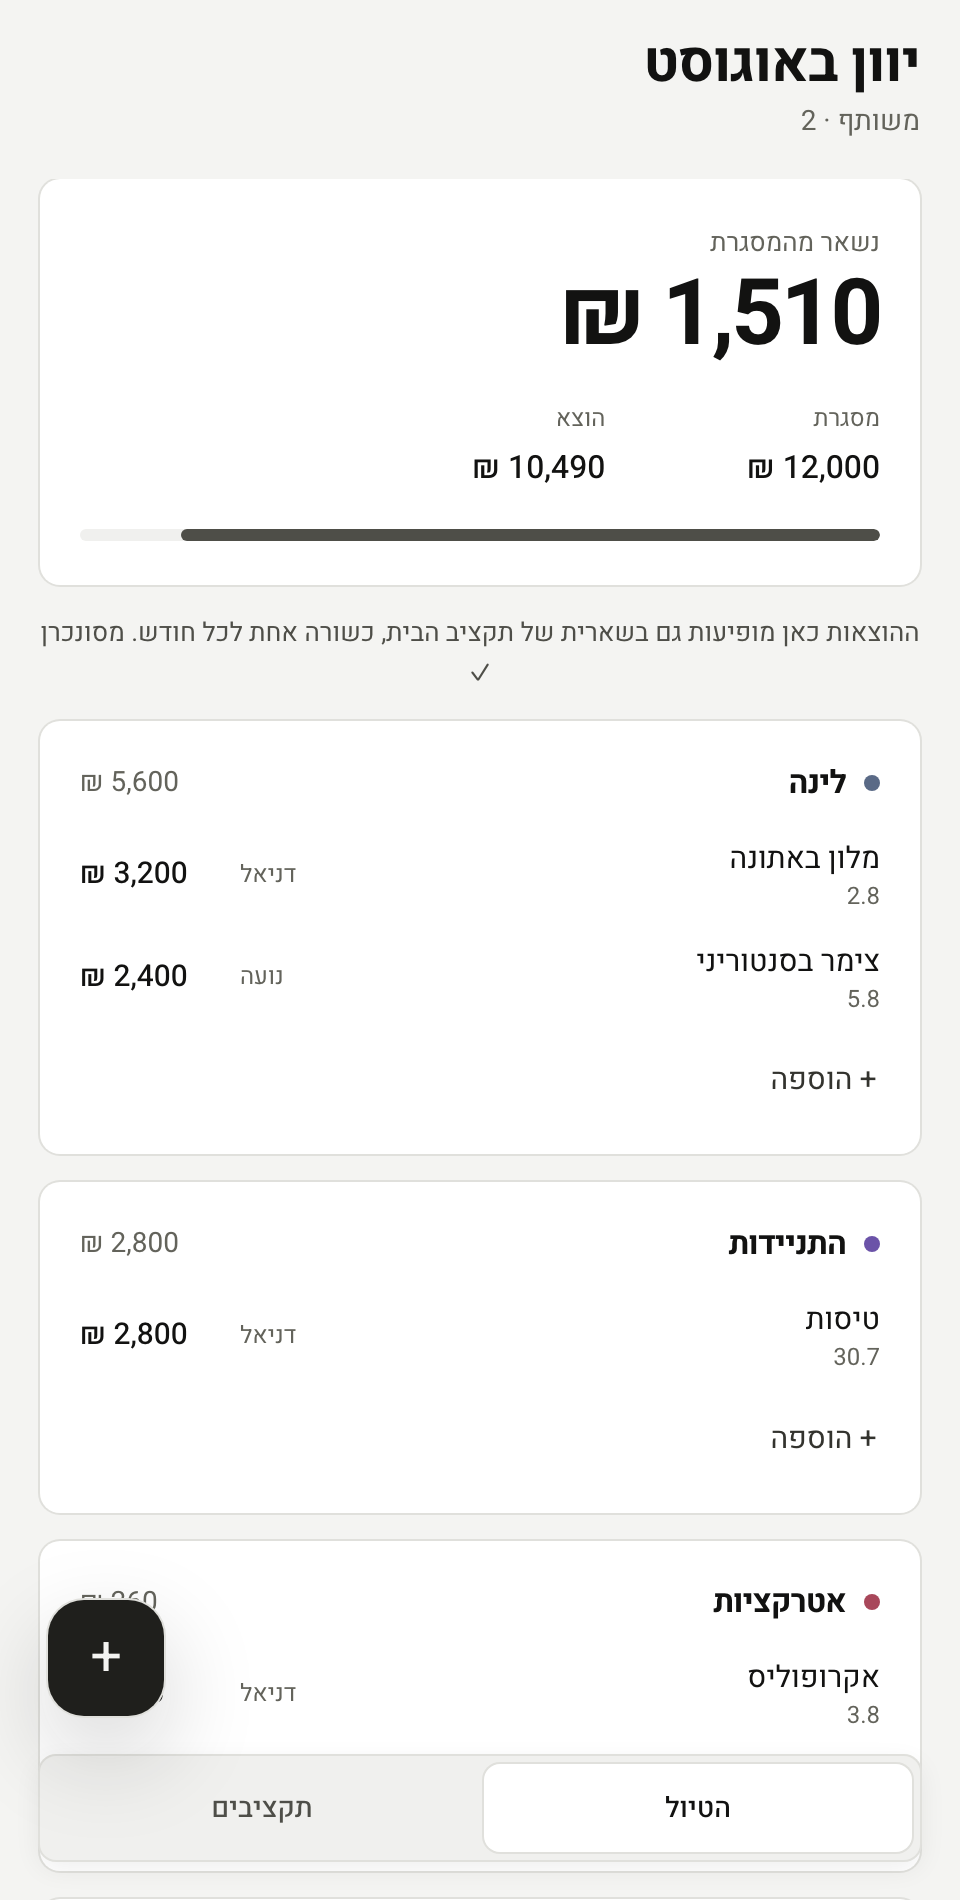 יוון באוגוסט
משותף · 2
נשאר מהמסגרת
1,510 ₪
מסגרת
הוצא
12,000 ₪
10,490 ₪
ההוצאות כאן מופיעות גם בשארית של תקציב הבית, כשורה אחת לכל חודש. מסונכרן
✓
לינה
5,600 ₪
מלון באתונה
2.8
דניאל
3,200 ₪
צימר בסנטוריני
5.8
נועה
2,400 ₪
+ הוספה
התניידות
2,800 ₪
טיסות
30.7
דניאל
2,800 ₪
+ הוספה
אטרקציות
אקרופוליס
3.8
דניאל
+
הטיול
תקציבים